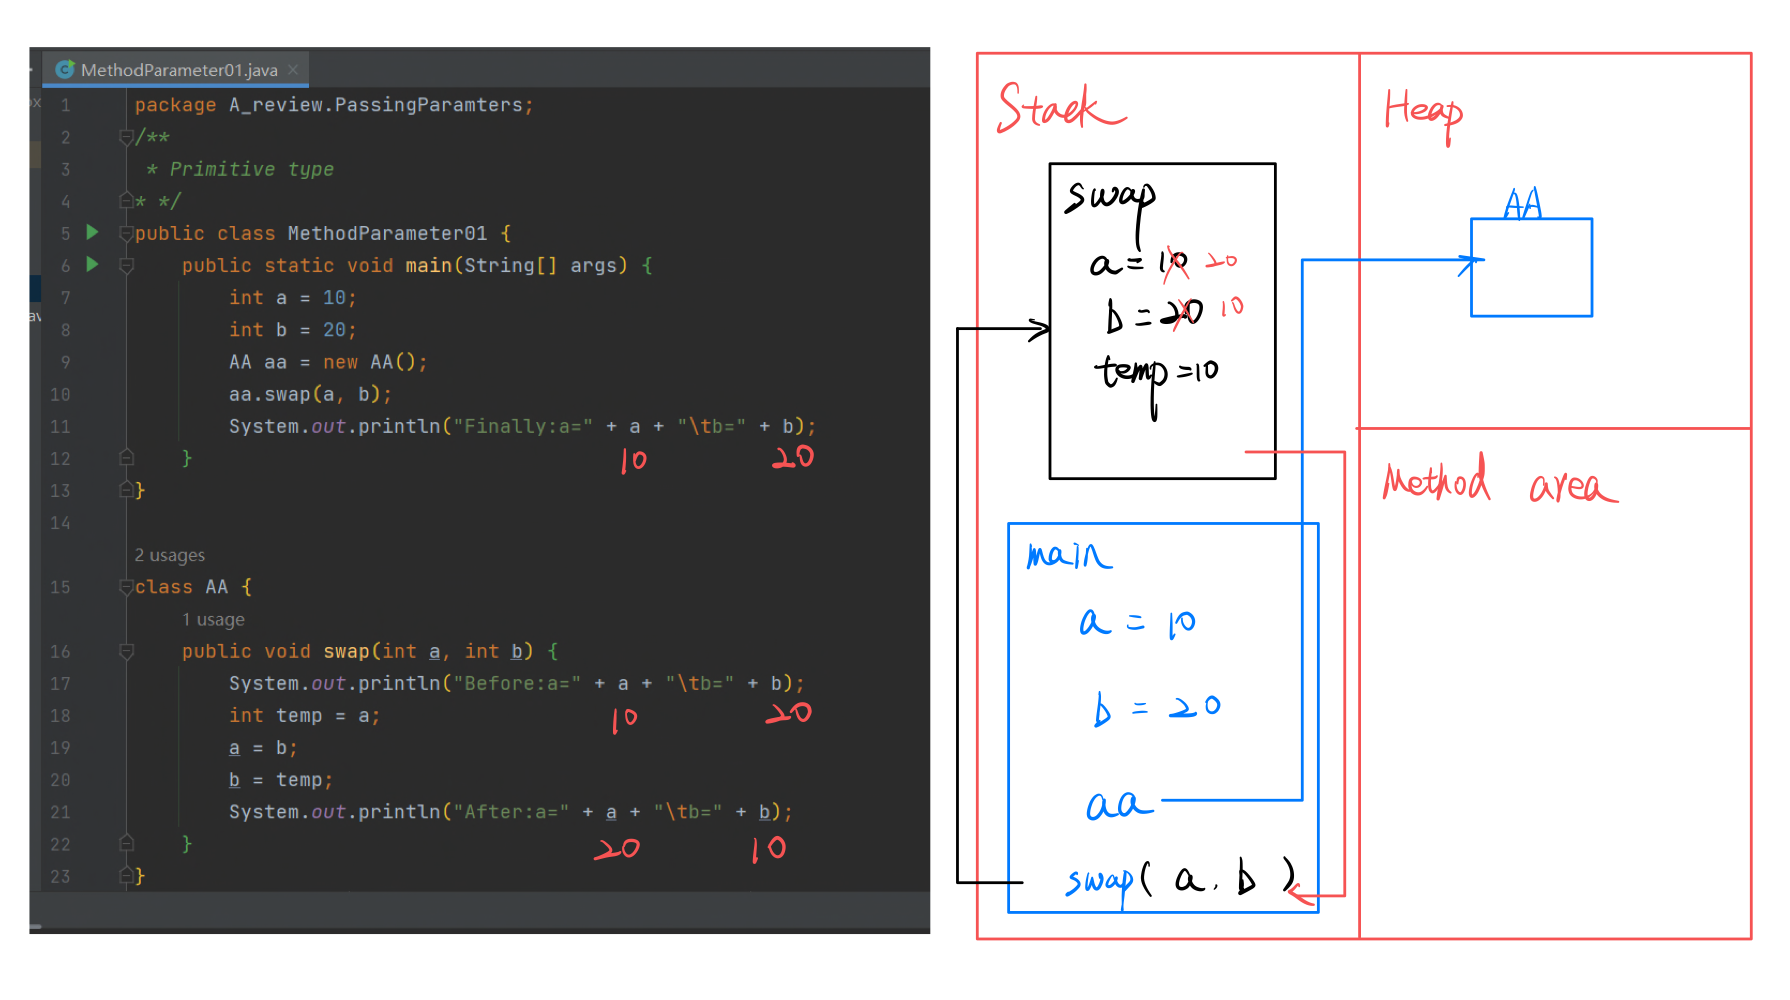 MethodParameter01.java
1 package A_review.PassingParamters;
2 /**
3 * Primitive type
4 * */
5 public class MethodParameter01 {
6 public static void main(String[] args) {
7 int a = 10;
8 int b = 20;
9 AA aa = new AA();
10 aa.swap(a, b);
11 System.out.println("Finally:a=" + a + "\tb=" + b);
10 20
12 }
13 }
14
2 usages
15 class AA {
1 usage
16 public void swap(int a, int b) {
17 System.out.println("Before:a=" + a + "\tb=" + b);
10 20
18 int temp = a;
19 a = b;
20 b = temp;
21 System.out.println("After:a=" + a + "\tb=" + b);
20 10
22 }
23 }
Stack
swap
a = 10 20
b = 20 10
temp = 10
main
a = 10
b = 20
aa
swap( a, b )
Heap
AA
Method area